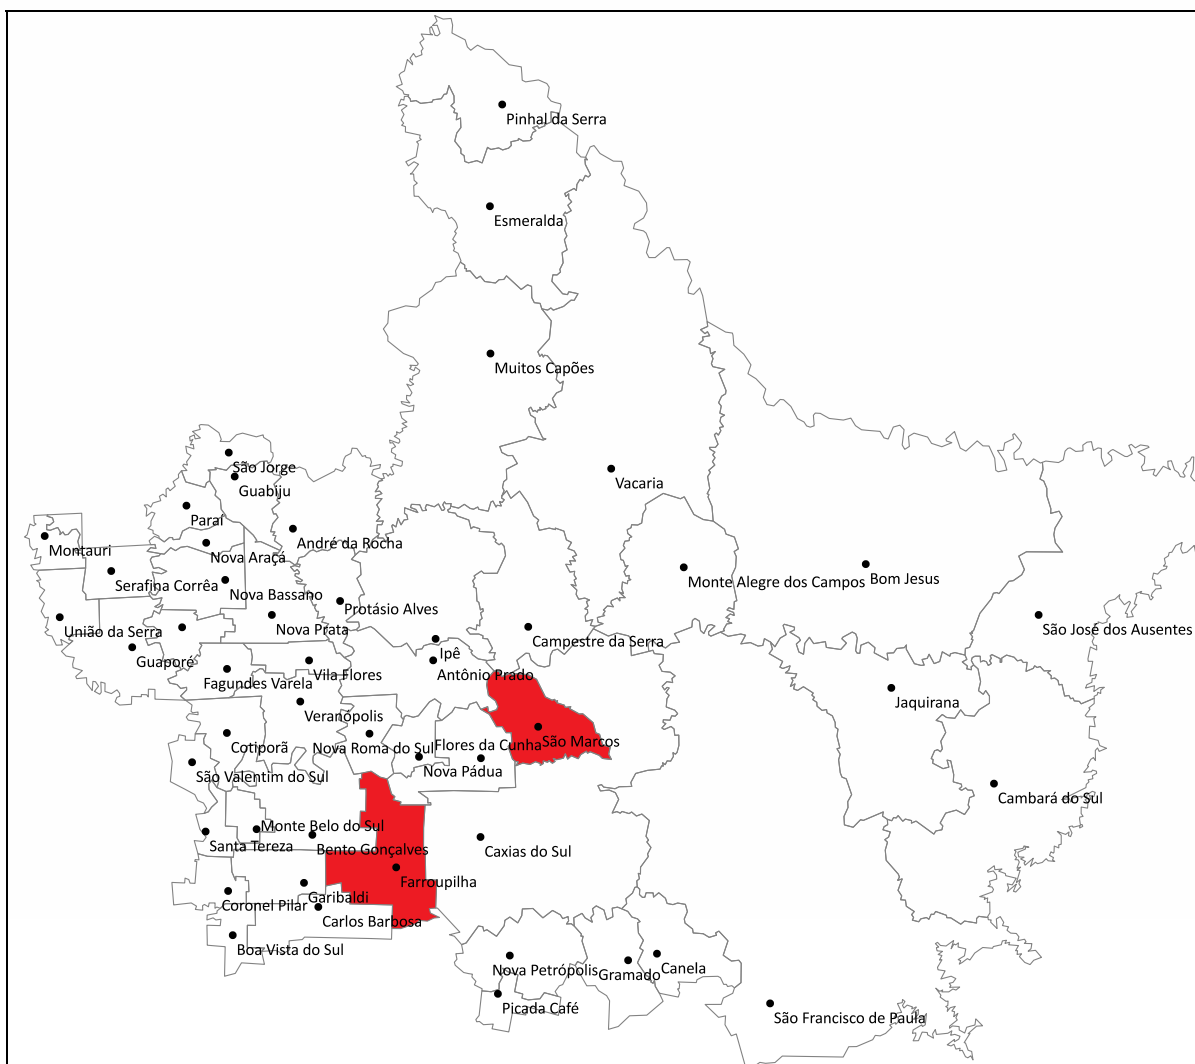 Pinhal da Serra
Esmeralda
Muitos Capões
São Jorge
Vacaria
Guabiju
Paraí
André da Rocha
Montauri
Nova Araçá
Serafina Corrêa
Monte Alegre dos Campos
Bom Jesus
Nova Bassano
Protásio Alves
União da Serra
Nova Prata
Campestre da Serra
São José dos Ausentes
Ipê
Guaporé
Vila Flores
Antônio Prado
Fagundes Varela
Jaquirana
Veranópolis
Cotiporã
Nova Roma do Sul
Flores da Cunha
São Marcos
São Valentim do Sul
Nova Pádua
Cambará do Sul
Monte Belo do Sul
Santa Tereza
Bento Gonçalves
Caxias do Sul
Farroupilha
Garibaldi
Coronel Pilar
Carlos Barbosa
Boa Vista do Sul
Nova Petrópolis
Gramado
Canela
Picada Café
São Francisco de Paula